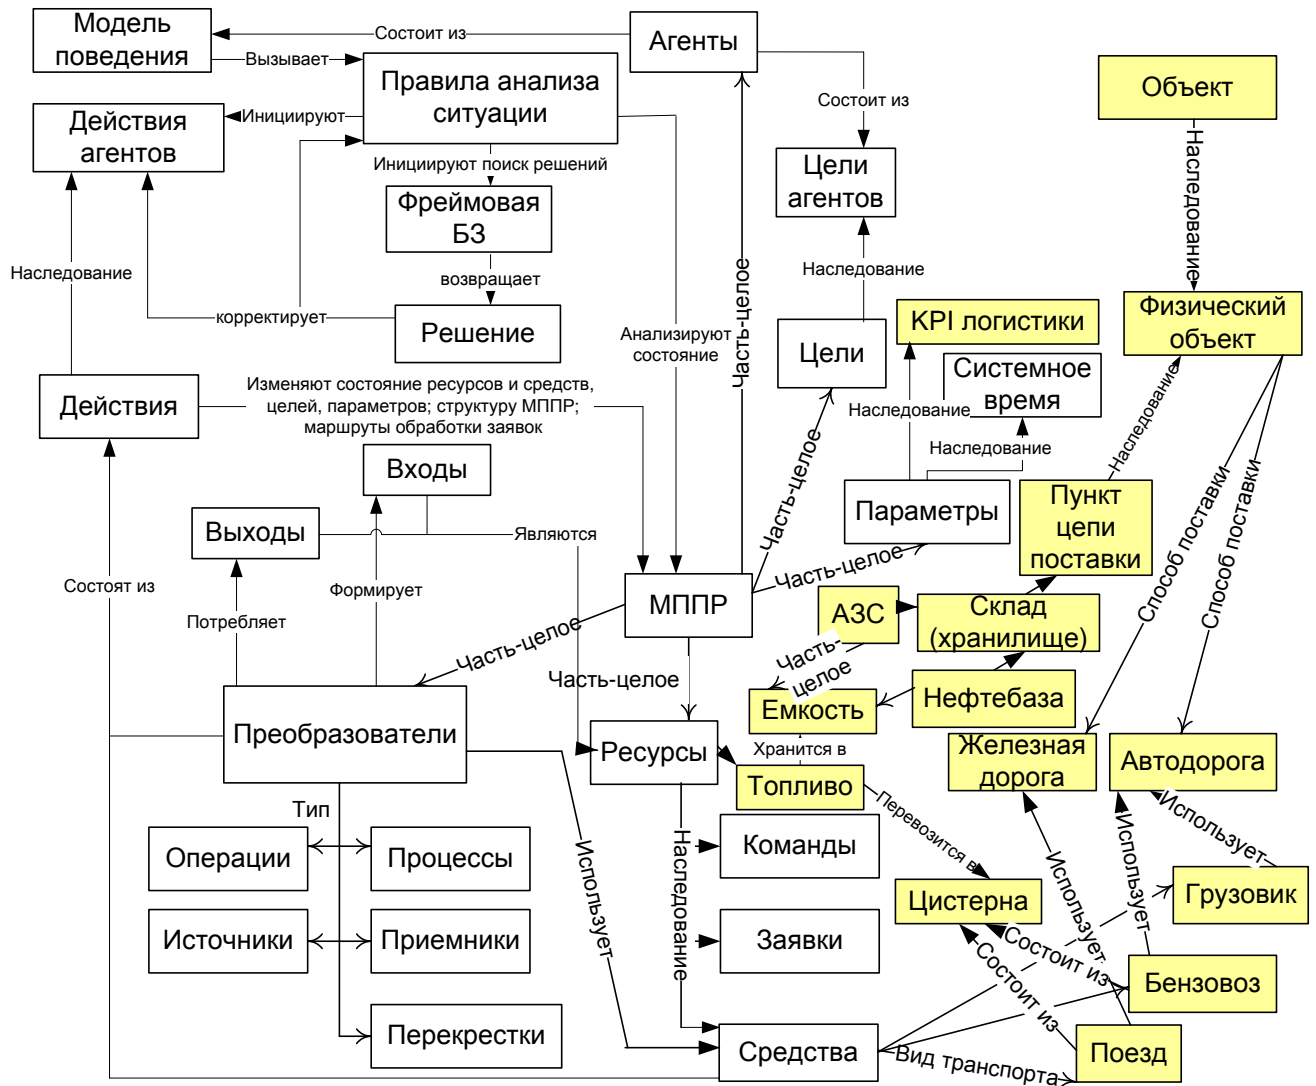 Модель
поведения
Состоит из
Агенты
Вызывает
Правила анализа
ситуации
Объект
Действия
агентов
Инициируют
Состоит из
Инициируют поиск решений
Цели
агентов
Наследование
Фреймовая
БЗ
Наследование
возвращает
Наследование
Часть-целое
корректирует
Решение
Анализируют
состояние
KPI логистики
Физический
объект
Цели
Системное
время
Действия
Изменяют состояние ресурсов и средств,
целей, параметров; структуру МППР;
маршруты обработки заявок
Наследование
Наследование
Наследование
Входы
Часть-целое
Параметры
Пункт
цепи
поставки
Способ поставки
Способ поставки
Выходы
Являются
Состоят из
Формирует
МППР
Часть-целое
АЗС
Склад
(хранилище)
Потребляет
Часть-целое
Часть-целое
Часть-
целое
Емкость
Нефтебаза
Преобразователи
Ресурсы
Хранится в
Железная
дорога
Автодорога
Топливо
Тип
Перевозится в
Использует
Операции
Процессы
Использует
Наследование
Команды
Использует
Использует
Цистерна
Грузовик
Источники
Приемники
Заявки
Состоит из
Состоит из
Бензовоз
Перекрестки
Средства
Вид транспорта
Поезд